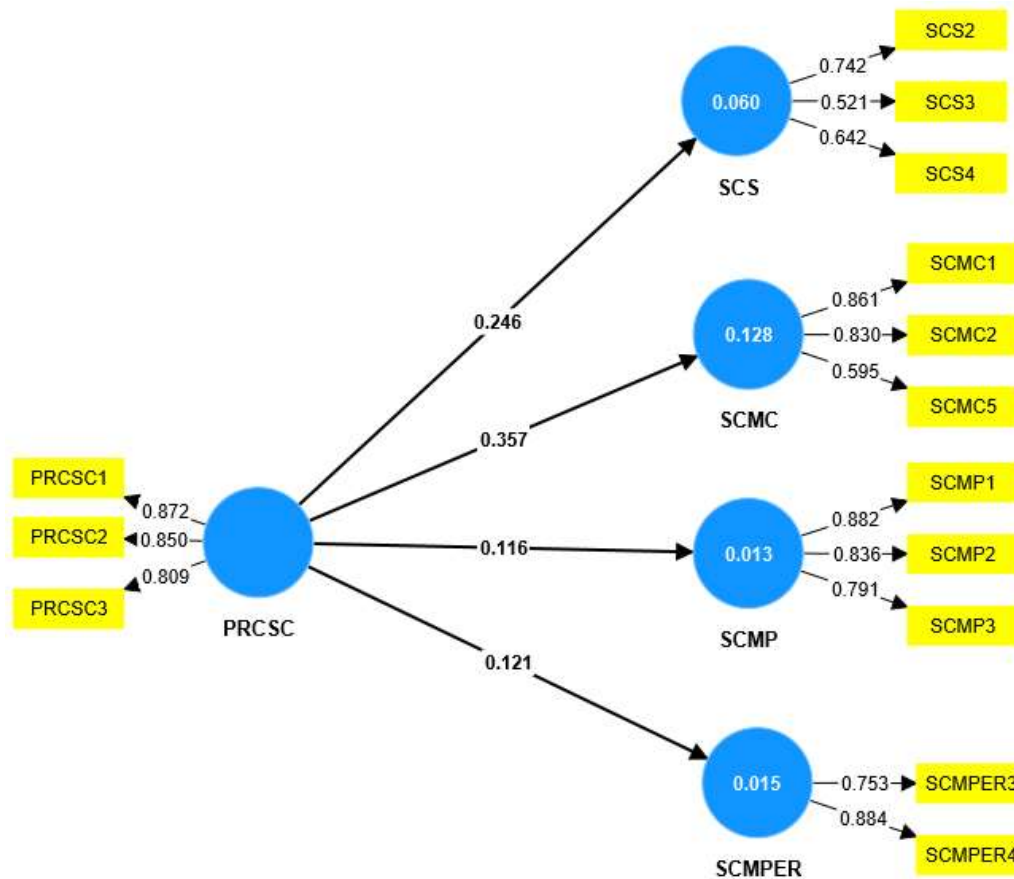 SCS2
0.742
0.060
0.521
SCS3
0.642
SCS4
SCS
SCMC1
0.861
0.246
0.128
0.830
SCMC2
0.595
SCMC5
SCMC
0.357
PRCSC1
0.872
PRCSC2
0.850
0.809
PRCSC3
PRCSC
SCMP1
0.882
0.116
0.013
0.836
SCMP2
0.791
SCMP3
SCMP
0.121
0.015
0.753
SCMPER3
0.884
SCMPER4
SCMPER